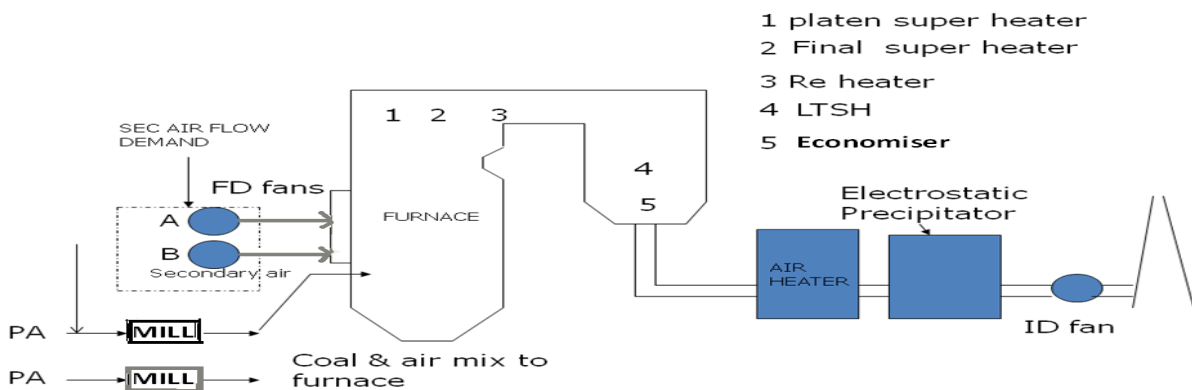 1 platen super heater
2 Final super heater
3 Re heater
4 LTSH
5 Economiser
1 2 3
SEC AIR FLOW
DEMAND
FD fans
4
5
Electrostatic
Precipitator
A
FURNACE
B
Secondary air
AIR
HEATER
PA MILL
ID fan
Coal & air mix to
furnace
PA MILL